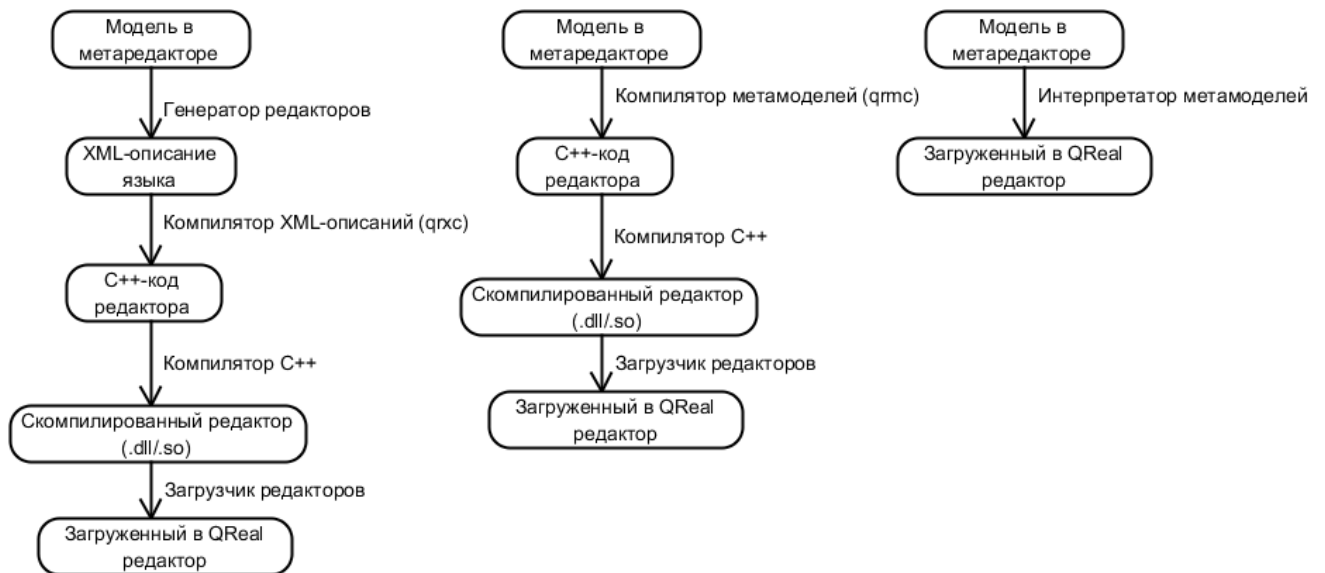 Модель в
метаредакторе
Генератор редакторов
XML-описание
языка
Компилятор XML-описаний (qrxc)
C++-код
редактора
Компилятор C++
Скомпилированный редактор
(.dll/.so)
Загрузчик редакторов
Загруженный в QReal
редактор
Модель в
метаредакторе
Компилятор метамоделей (qrmc)
C++-код
редактора
Компилятор C++
Скомпилированный редактор
(.dll/.so)
Загрузчик редакторов
Загруженный в QReal
редактор
Модель в
метаредакторе
Интерпретатор метамоделей
Загруженный в QReal
редактор